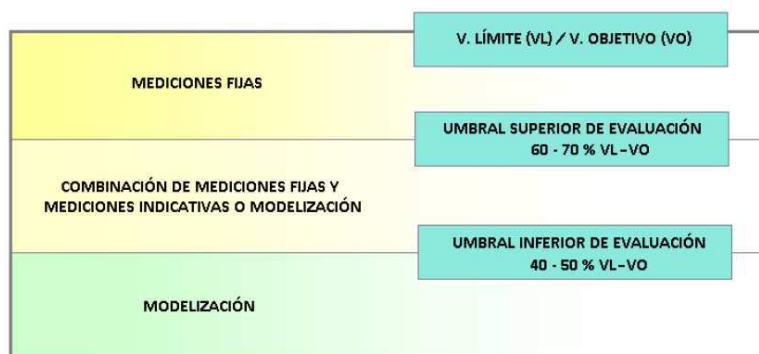 V. LÍMITE (VL) / V. OBJETIVO (VO)
MEDICIONES FIJAS
UMBRAL SUPERIOR DE EVALUACIÓN
60 - 70 % VL-VO
COMBINACIÓN DE MEDICIONES FIJAS Y
MEDICIONES INDICATIVAS O MODELIZACIÓN
UMBRAL INFERIOR DE EVALUACIÓN
40 - 50 % VL-VO
MODELIZACIÓN